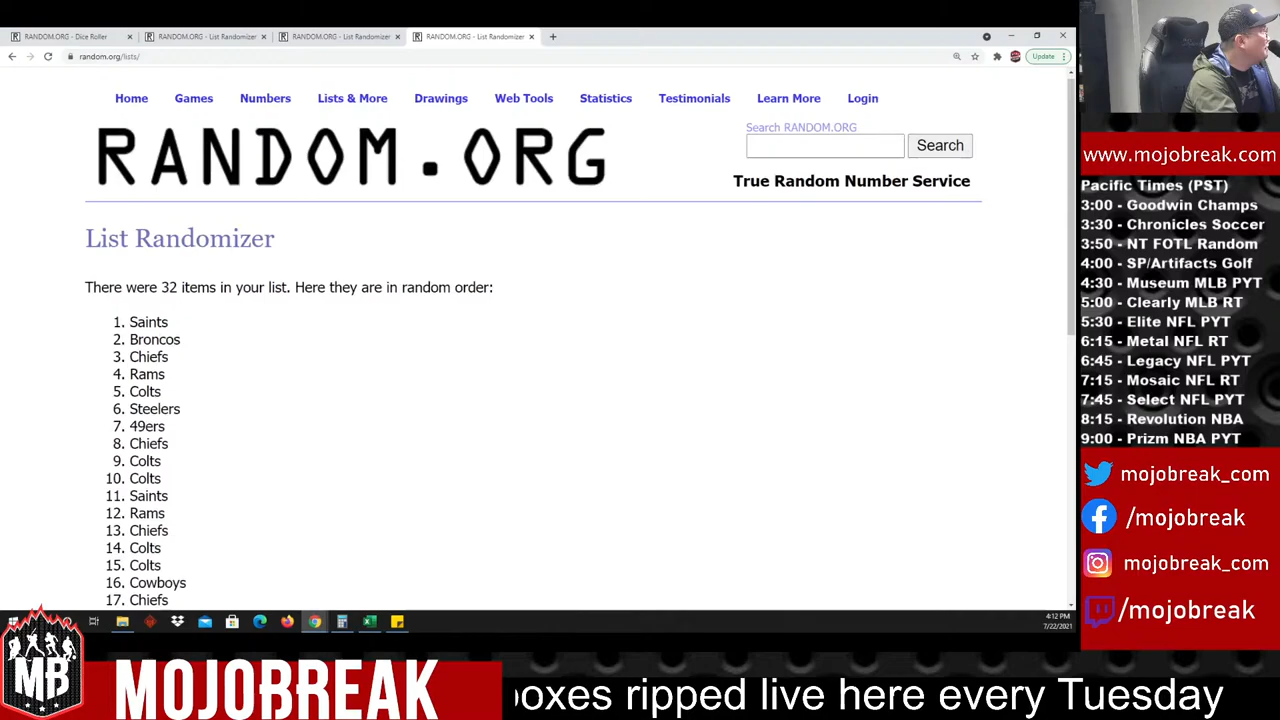 RANDOM.ORG - Dice Roller
RANDOM.ORG - List Randomizer
RANDOM.ORG - List Randomizer
RANDOM.ORG - List Randomizer
random.org/lists/
Update
Home Games Numbers Lists & More Drawings Web Tools Statistics Testimonials Learn More Login
RANDOM.ORG
Search RANDOM.ORG
Search
True Random Number Service
List Randomizer
There were 32 items in your list. Here they are in random order:
1. Saints
2. Broncos
3. Chiefs
4. Rams
5. Colts
6. Steelers
7. 49ers
8. Chiefs
9. Colts
10. Colts
11. Saints
12. Rams
13. Chiefs
14. Colts
15. Colts
16. Cowboys
17. Chiefs
4:12 PM
7/22/2021
www.mojobreak.com
Pacific Times (PST)
3:00 - Goodwin Champs
3:30 - Chronicles Soccer
3:50 - NT FOTL Random
4:00 - SP/Artifacts Golf
4:30 - Museum MLB PYT
5:00 - Clearly MLB RT
5:30 - Elite NFL PYT
6:15 - Metal NFL RT
6:45 - Legacy NFL PYT
7:15 - Mosaic NFL RT
7:45 - Select NFL PYT
8:15 - Revolution NBA
9:00 - Prizm NBA PYT
mojobreak_com
/mojobreak
mojobreak_com
/mojobreak
MB
MOJOBREAK
boxes ripped live here every Tuesday